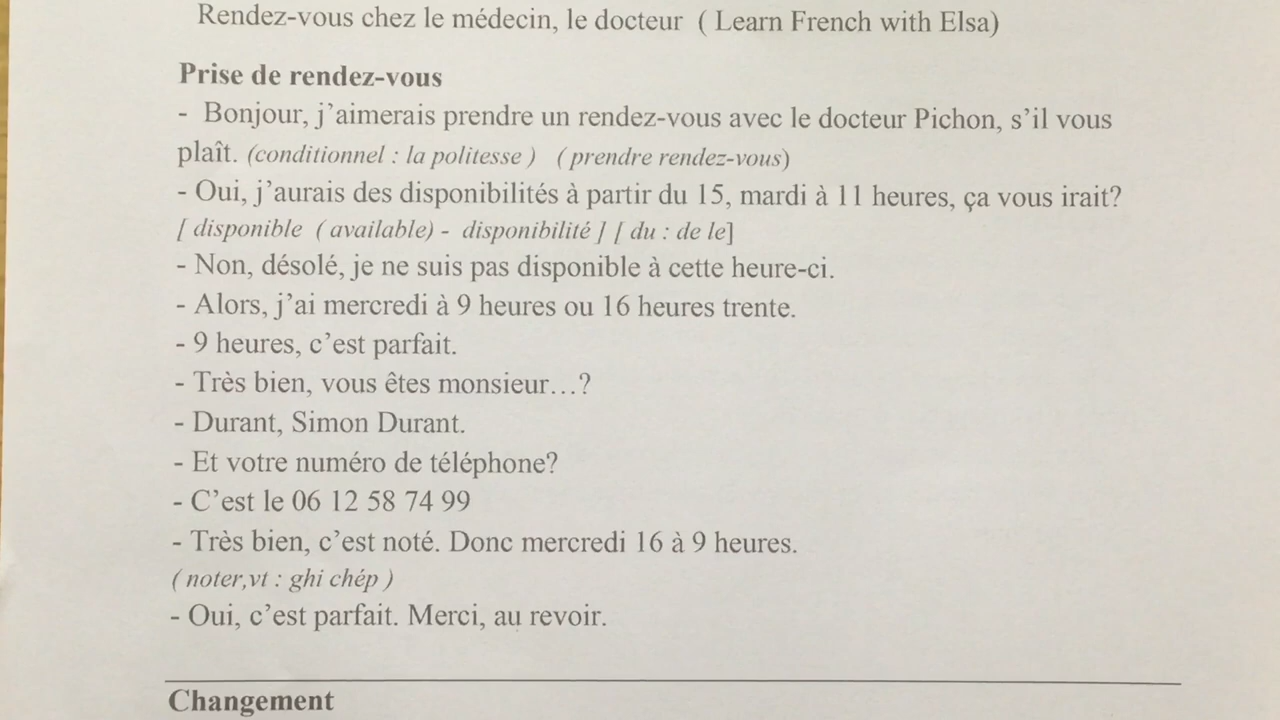 Rendez-vous chez le médecin, le docteur ( Learn French with Elsa)
Prise de rendez-vous
- Bonjour, j’aimerais prendre un rendez-vous avec le docteur Pichon, s’il vous
plaît. (conditionnel : la politesse ) ( prendre rendez-vous)
- Oui, j’aurais des disponibilités à partir du 15, mardi à 11 heures, ça vous irait?
[ disponible ( available) - disponibilité ] [ du : de le]
- Non, désolé, je ne suis pas disponible à cette heure-ci.
- Alors, j’ai mercredi à 9 heures ou 16 heures trente.
- 9 heures, c’est parfait.
- Très bien, vous êtes monsieur…?
- Durant, Simon Durant.
- Et votre numéro de téléphone?
- C’est le 06 12 58 74 99
- Très bien, c’est noté. Donc mercredi 16 à 9 heures.
( noter,vt : ghi chép )
- Oui, c’est parfait. Merci, au revoir.
Changement